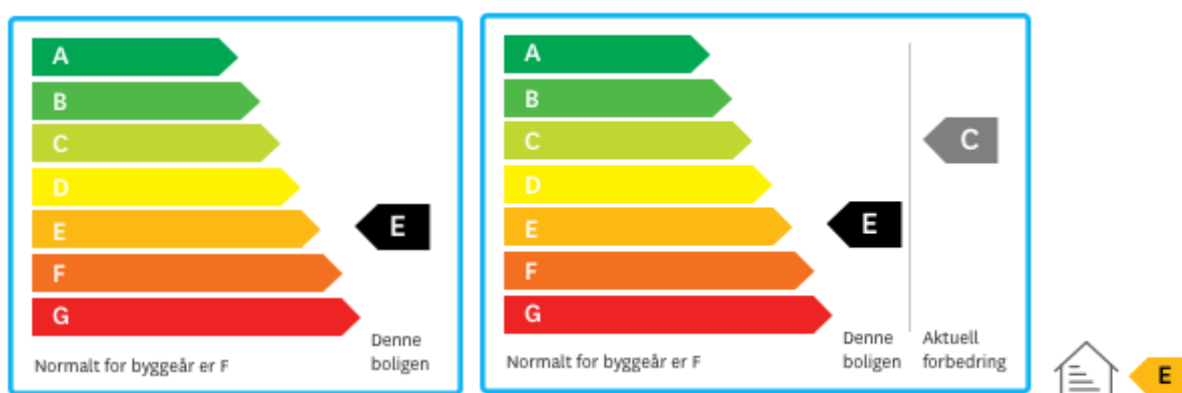 A
B
C
D
E
E
F
G
Denne
boligen
Normalt for byggeår er F
A
B
C
C
D
E
E
F
G
Denne
boligen
Aktuell
forbedring
Normalt for byggeår er F
E